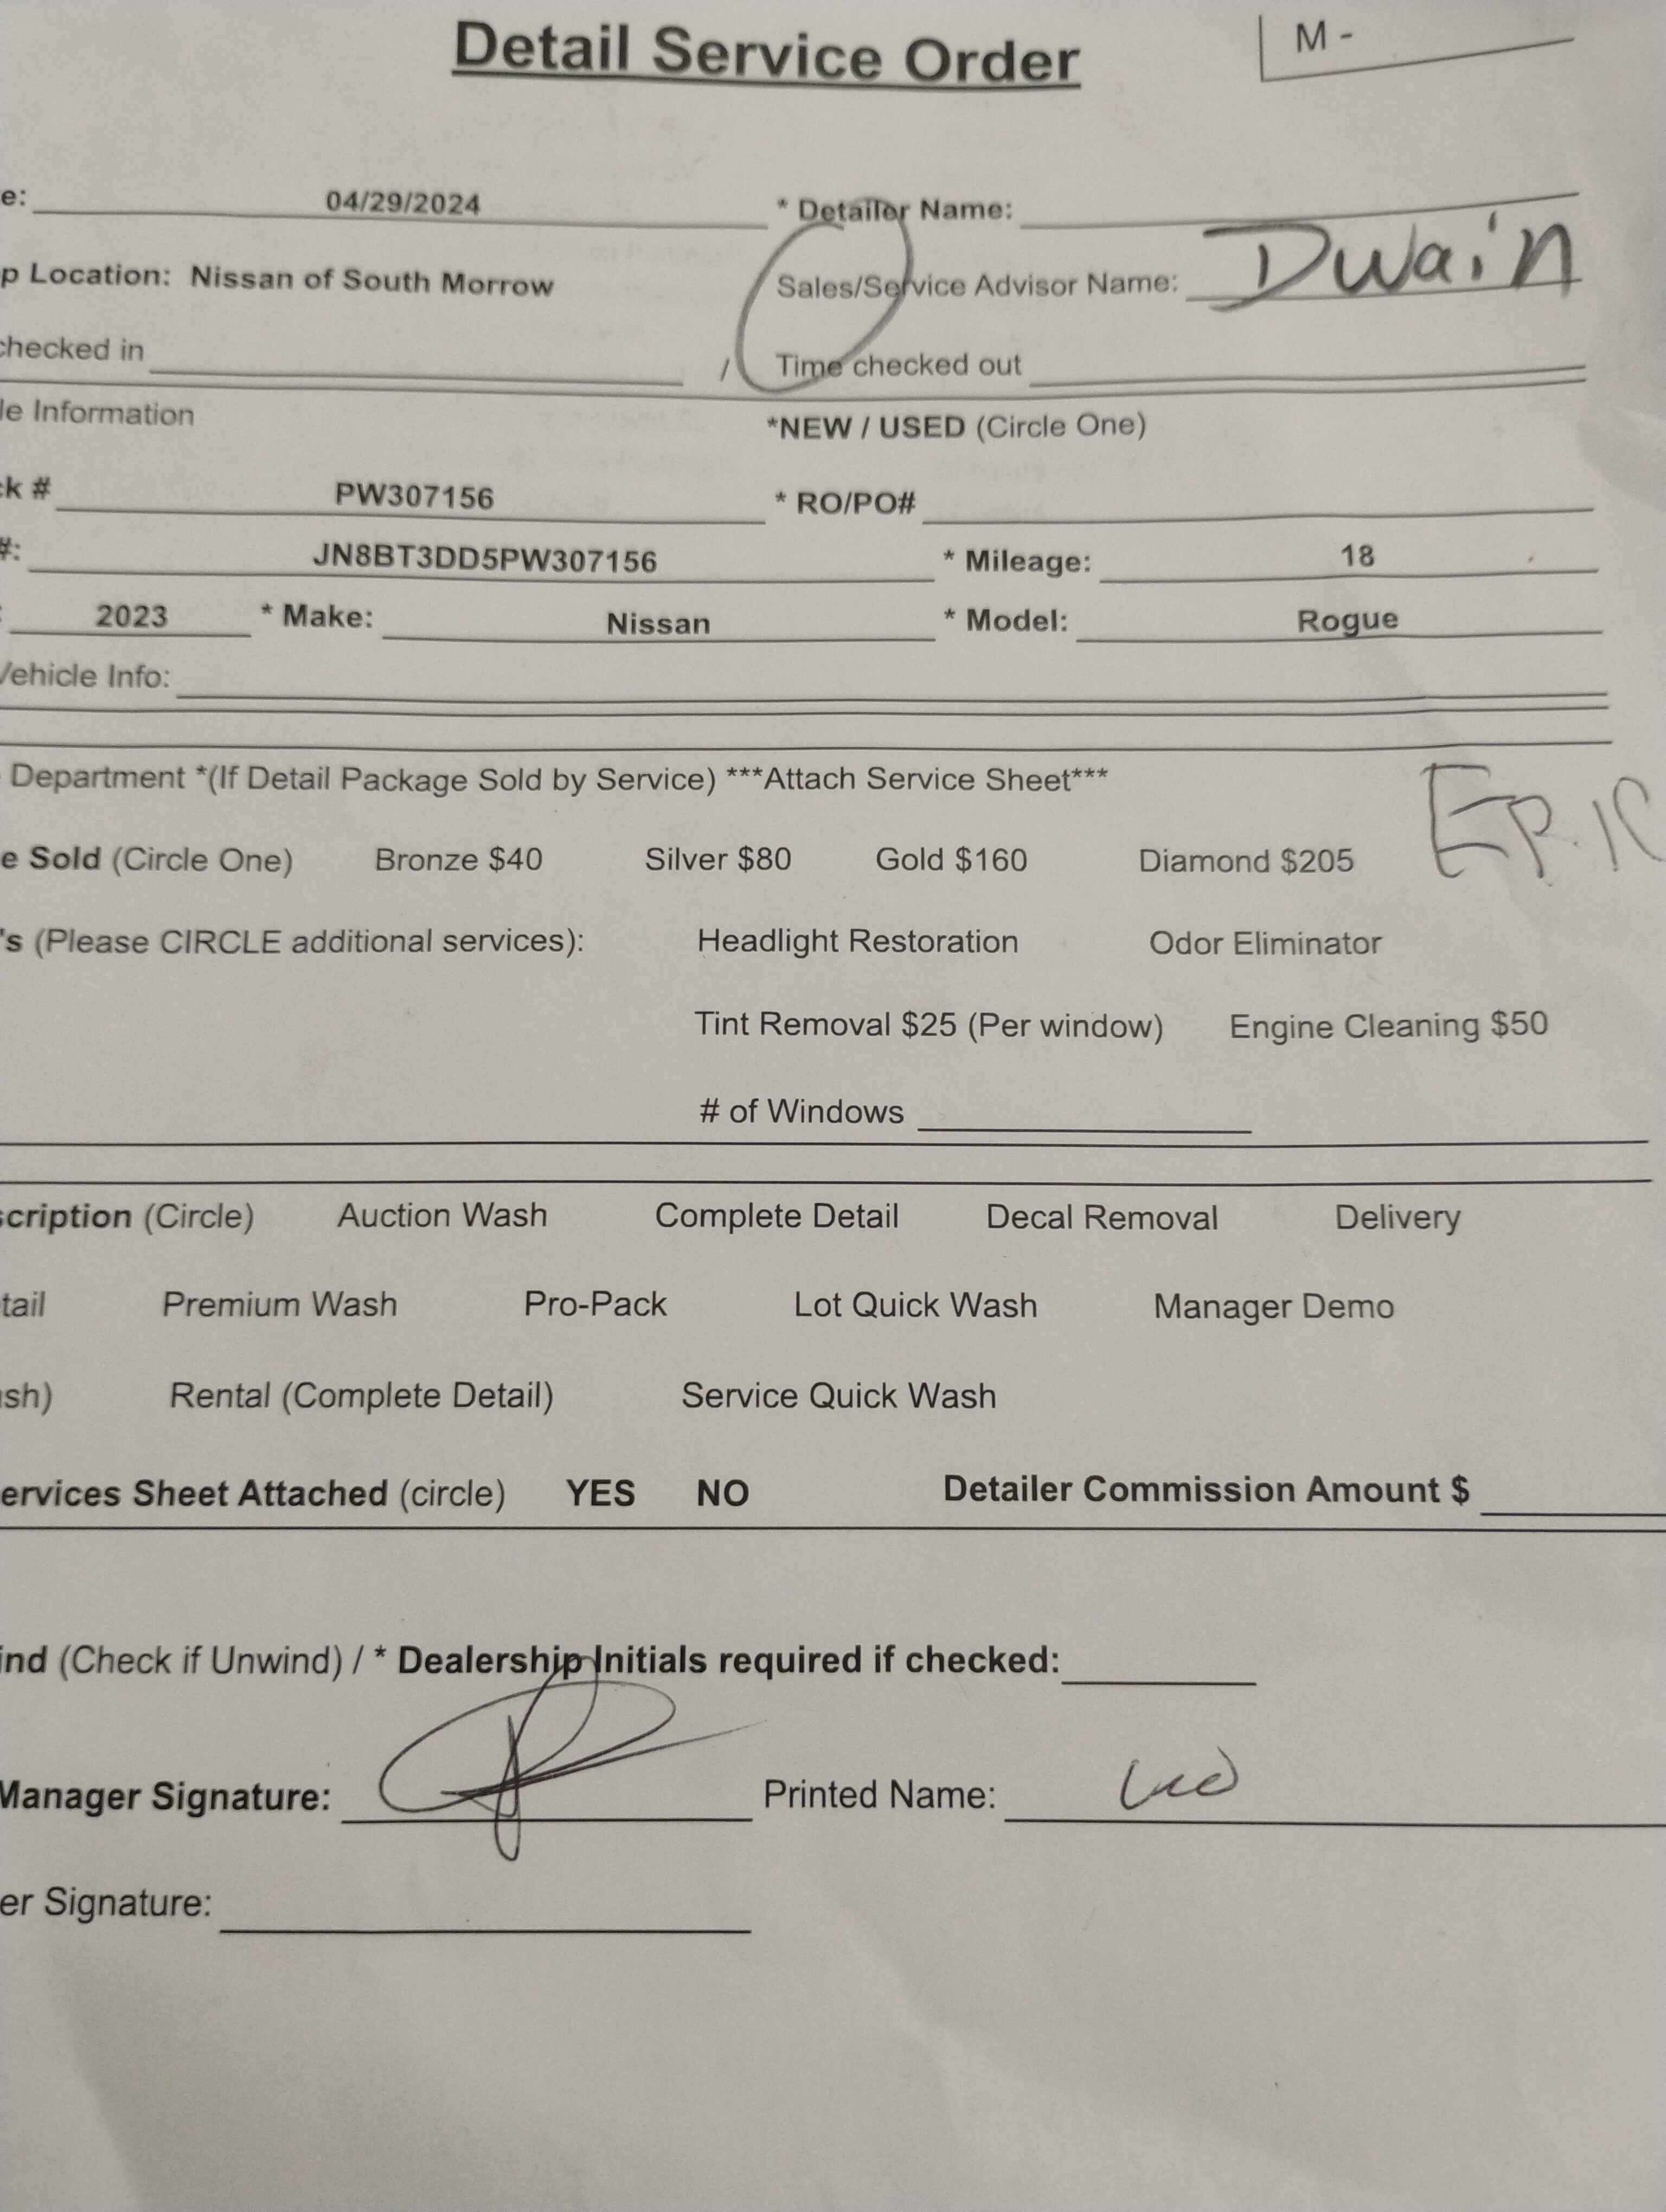 Detail Service Order
M -
e: 04/29/2024 * Detailer Name:
p Location: Nissan of South Morrow Sales/Service Advisor Name: Dwain
checked in / Time checked out
le Information *NEW / USED (Circle One)
ck # PW307156 * RO/PO#
#: JN8BT3DD5PW307156 * Mileage: 18
: 2023 * Make: Nissan * Model: Rogue
Vehicle Info:
Department *(If Detail Package Sold by Service) ***Attach Service Sheet***
ERIC
e Sold (Circle One) Bronze $40 Silver $80 Gold $160 Diamond $205
's (Please CIRCLE additional services): Headlight Restoration Odor Eliminator
Tint Removal $25 (Per window) Engine Cleaning $50
# of Windows
scription (Circle) Auction Wash Complete Detail Decal Removal Delivery
tail Premium Wash Pro-Pack Lot Quick Wash Manager Demo
sh) Rental (Complete Detail) Service Quick Wash
ervices Sheet Attached (circle) YES NO Detailer Commission Amount $
ind (Check if Unwind) / * Dealership Initials required if checked:
Manager Signature: Printed Name:
er Signature: